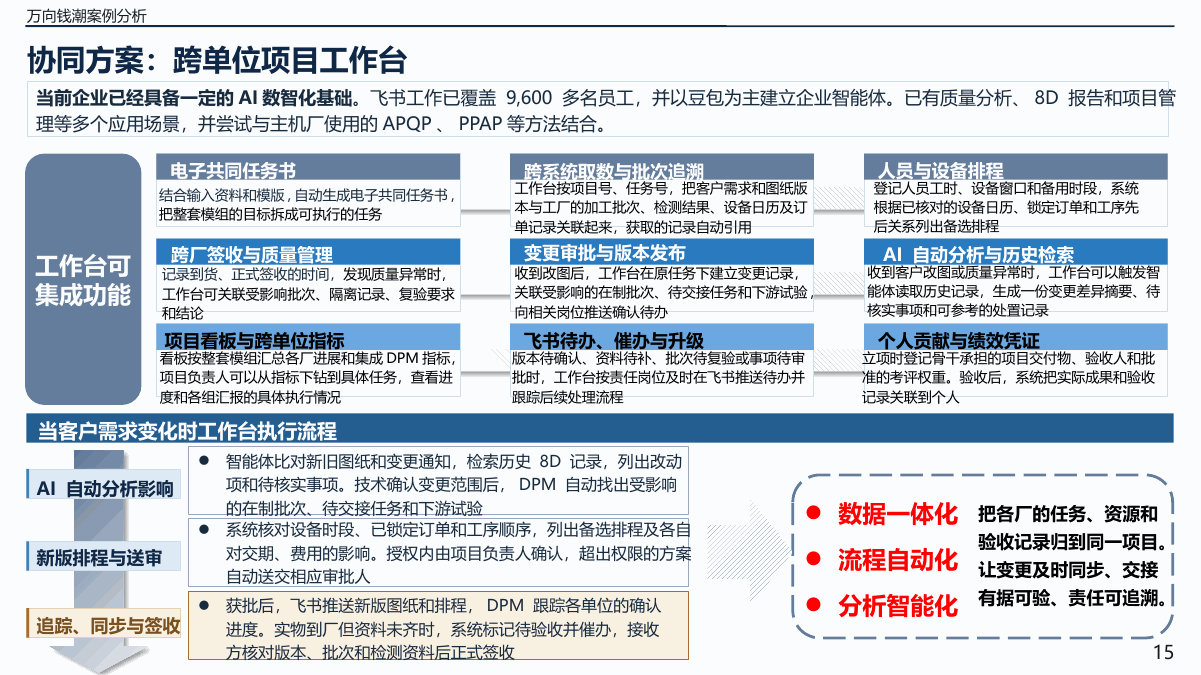 万向钱潮案例分析
协同方案：跨单位项目工作台
当前企业已经具备一定的 AI 数智化基础。飞书工作已覆盖 9,600 多名员工，并以豆包为主建立企业智能体。已有质量分析、 8D 报告和项目管
理等多个应用场景，并尝试与主机厂使用的 APQP 、 PPAP 等方法结合。
工作台可
集成功能
电子共同任务书
结合输入资料和模版 , 自动生成电子共同任务书 ,
把整套模组的目标拆成可执行的任务
跨系统取数与批次追溯
工作台按项目号、任务号，把客户需求和图纸版
本与工厂的加工批次、检测结果、设备日历及订
单记录关联起来，获取的记录自动引用
人员与设备排程
登记人员工时、设备窗口和备用时段，系统
根据已核对的设备日历、锁定订单和工序先
后关系列出备选排程
跨厂签收与质量管理
记录到货、正式签收的时间，发现质量异常时，
工作台可关联受影响批次、隔离记录、复验要求
和结论
变更审批与版本发布
收到改图后，工作台在原任务下建立变更记录，
关联受影响的在制批次、待交接任务和下游试验 ,
向相关岗位推送确认待办
AI 自动分析与历史检索
收到客户改图或质量异常时，工作台可以触发智
能体读取历史记录，生成一份变更差异摘要、待
核实事项和可参考的处置记录
项目看板与跨单位指标
看板按整套模组汇总各厂进展和集成 DPM 指标，
项目负责人可以从指标下钻到具体任务，查看进
度和各组汇报的具体执行情况
飞书待办、催办与升级
版本待确认、资料待补、批次待复验或事项待审
批时，工作台按责任岗位及时在飞书推送待办并
跟踪后续处理流程
个人贡献与绩效凭证
立项时登记骨干承担的项目交付物、验收人和批
准的考评权重。验收后，系统把实际成果和验收
记录关联到个人
当客户需求变化时工作台执行流程
AI 自动分析影响
● 智能体比对新旧图纸和变更通知，检索历史 8D 记录，列出改动
项和待核实事项。技术确认变更范围后， DPM 自动找出受影响
的在制批次、待交接任务和下游试验
新版排程与送审
● 系统核对设备时段、已锁定订单和工序顺序，列出备选排程及各自
对交期、费用的影响。授权内由项目负责人确认，超出权限的方案
自动送交相应审批人
追踪、同步与签收
● 获批后，飞书推送新版图纸和排程， DPM 跟踪各单位的确认
进度。实物到厂但资料未齐时，系统标记待验收并催办，接收
方核对版本、批次和检测资料后正式签收
● 数据一体化
● 流程自动化
● 分析智能化
把各厂的任务、资源和
验收记录归到同一项目。
让变更及时同步、交接
有据可验、责任可追溯。
15